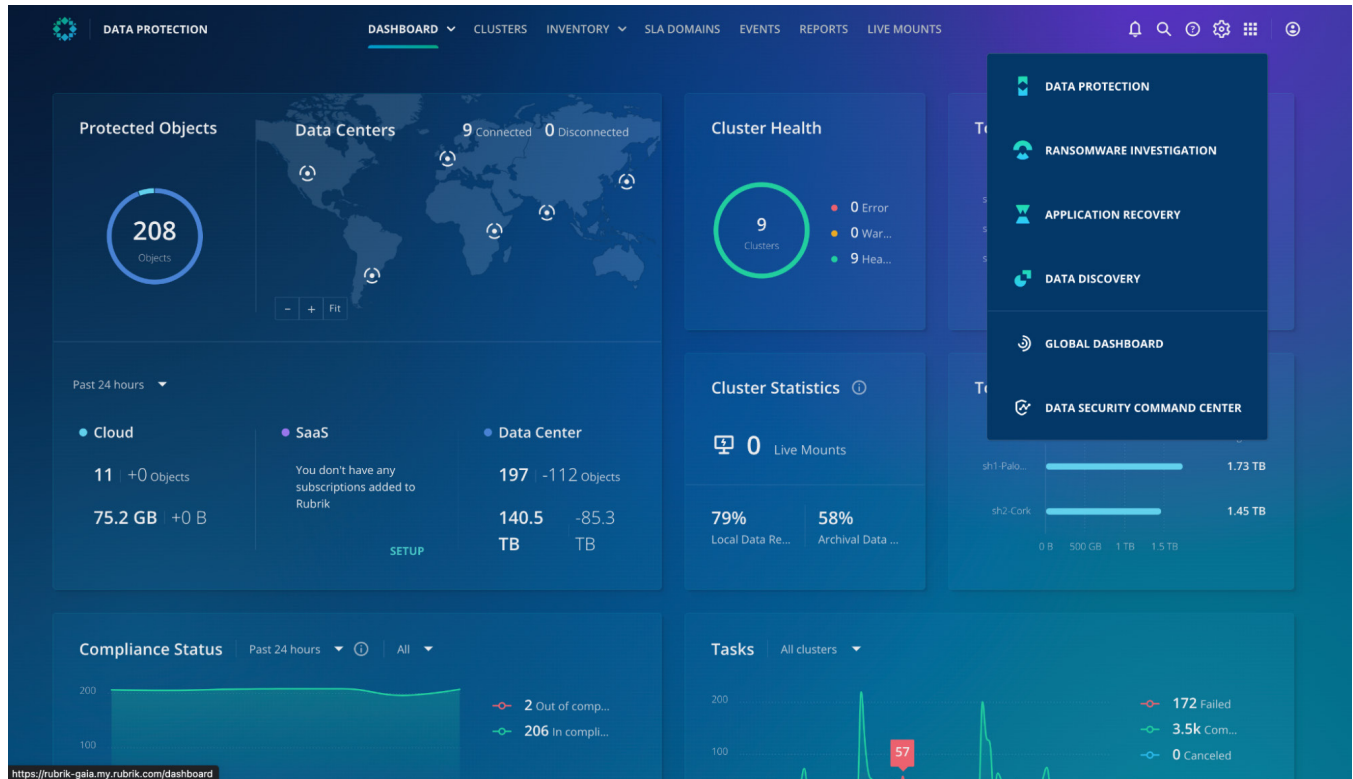 DATA PROTECTION
DASHBOARD
CLUSTERS
INVENTORY
SLA DOMAINS
EVENTS
REPORTS
LIVE MOUNTS
DATA PROTECTION
RANSOMWARE INVESTIGATION
APPLICATION RECOVERY
DATA DISCOVERY
GLOBAL DASHBOARD
DATA SECURITY COMMAND CENTER
Protected Objects
208
Objects
Data Centers
9 Connected 0 Disconnected
− + Fit
Past 24 hours
Cloud
11 +0 Objects
75.2 GB +0 B
SaaS
You don't have any
subscriptions added to
Rubrik
SETUP
Data Center
197 -112 Objects
140.5 -85.3
TB TB
Cluster Health
9
Clusters
0 Error
0 War...
9 Hea...
Cluster Statistics
0 Live Mounts
79%
Local Data Re...
58%
Archival Data ...
sh1-Palo... 1.73 TB
sh2-Cork 1.45 TB
0 B 500 GB 1 TB 1.5 TB
Compliance Status Past 24 hours All
200
100
2 Out of comp...
206 In compli...
Tasks All clusters
200
100
57
172 Failed
3.5k Com...
0 Canceled
https://rubrik-gaia.my.rubrik.com/dashboard